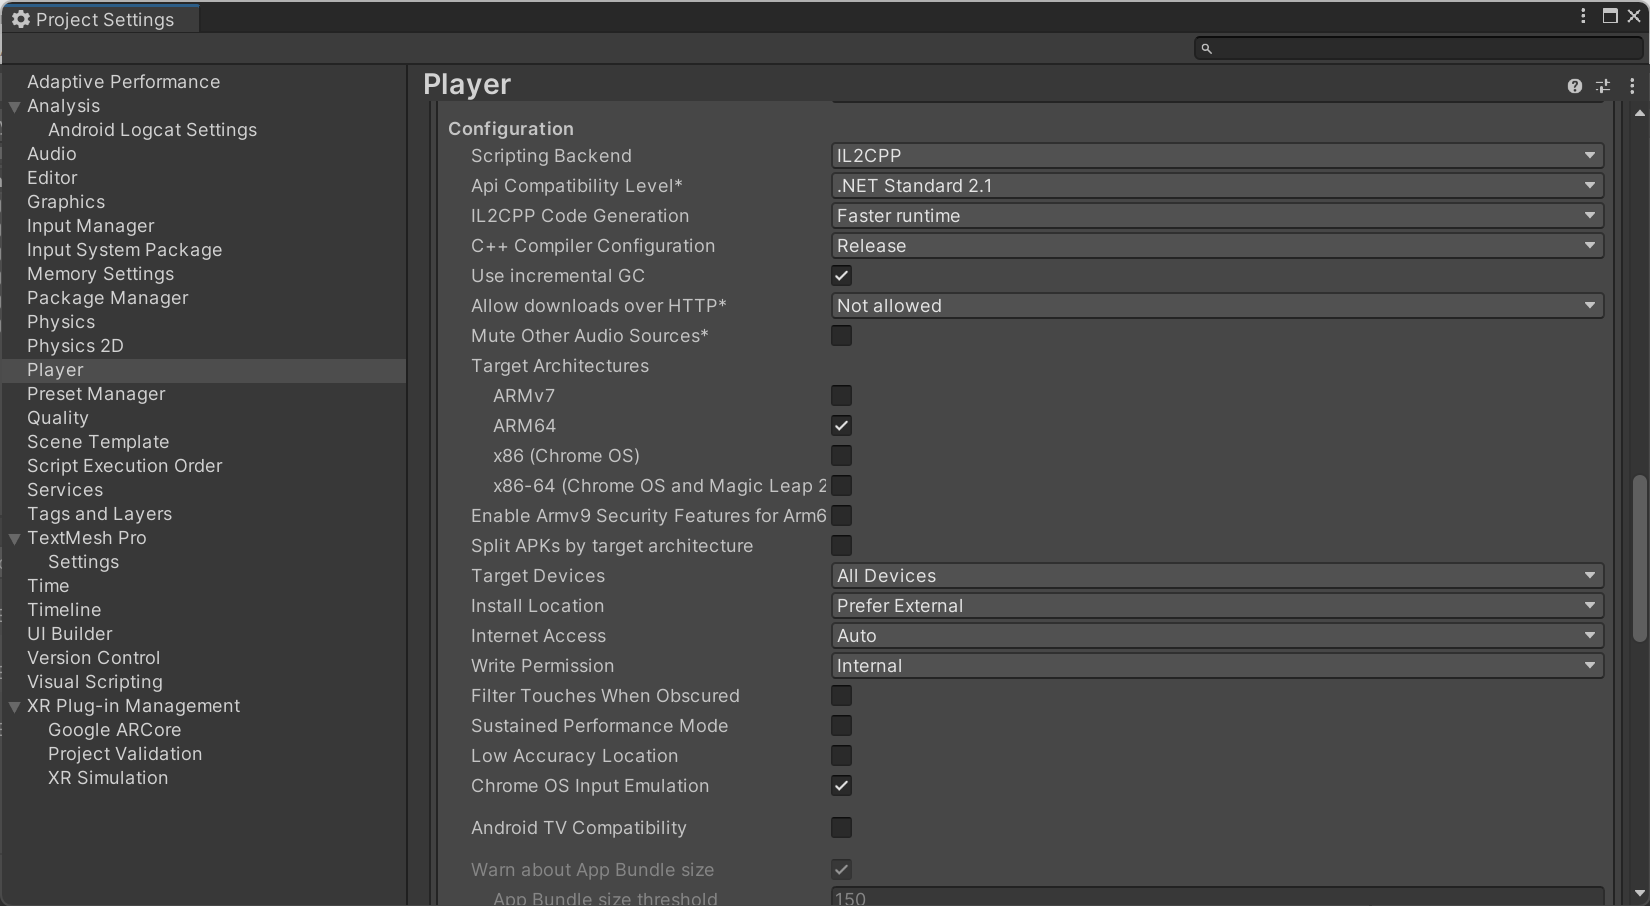 Project Settings
Adaptive Performance
Analysis
Android Logcat Settings
Audio
Editor
Graphics
Input Manager
Input System Package
Memory Settings
Package Manager
Physics
Physics 2D
Player
Preset Manager
Quality
Scene Template
Script Execution Order
Services
Tags and Layers
TextMesh Pro
Settings
Time
Timeline
UI Builder
Version Control
Visual Scripting
XR Plug-in Management
Google ARCore
Project Validation
XR Simulation
Player
Configuration
Scripting Backend IL2CPP
Api Compatibility Level* .NET Standard 2.1
IL2CPP Code Generation Faster runtime
C++ Compiler Configuration Release
Use incremental GC
Allow downloads over HTTP* Not allowed
Mute Other Audio Sources*
Target Architectures
ARMv7
ARM64
x86 (Chrome OS)
x86-64 (Chrome OS and Magic Leap 2
Enable Armv9 Security Features for Arm6
Split APKs by target architecture
Target Devices All Devices
Install Location Prefer External
Internet Access Auto
Write Permission Internal
Filter Touches When Obscured
Sustained Performance Mode
Low Accuracy Location
Chrome OS Input Emulation
Android TV Compatibility
Warn about App Bundle size
App Bundle size threshold 150